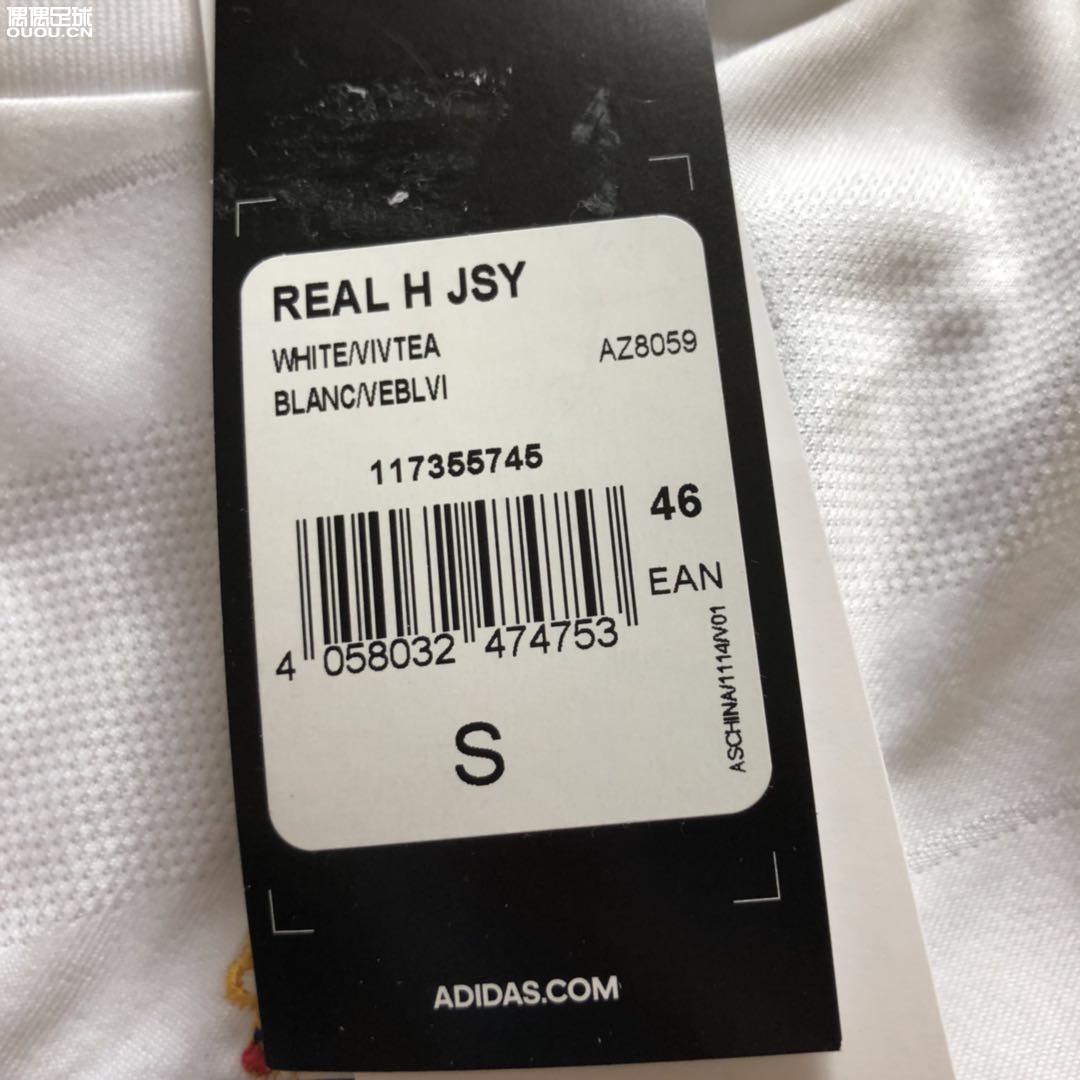 偶偶足球
OUOU.CN
REAL H JSY
WHITE/VIVTEA
AZ8059
BLANC/VEBLVI
117355745
46
EAN
4 058032 474753
ASCHINA/1114/V01
S
ADIDAS.COM